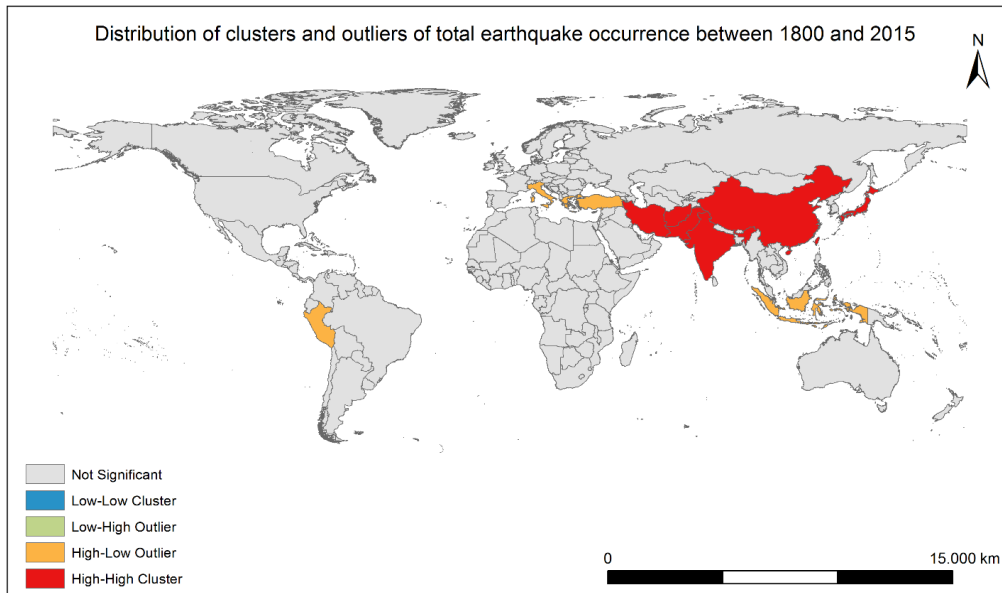 Distribution of clusters and outliers of total earthquake occurrence between 1800 and 2015
N
Not Significant
Low-Low Cluster
Low-High Outlier
High-Low Outlier
High-High Cluster
0 15.000 km